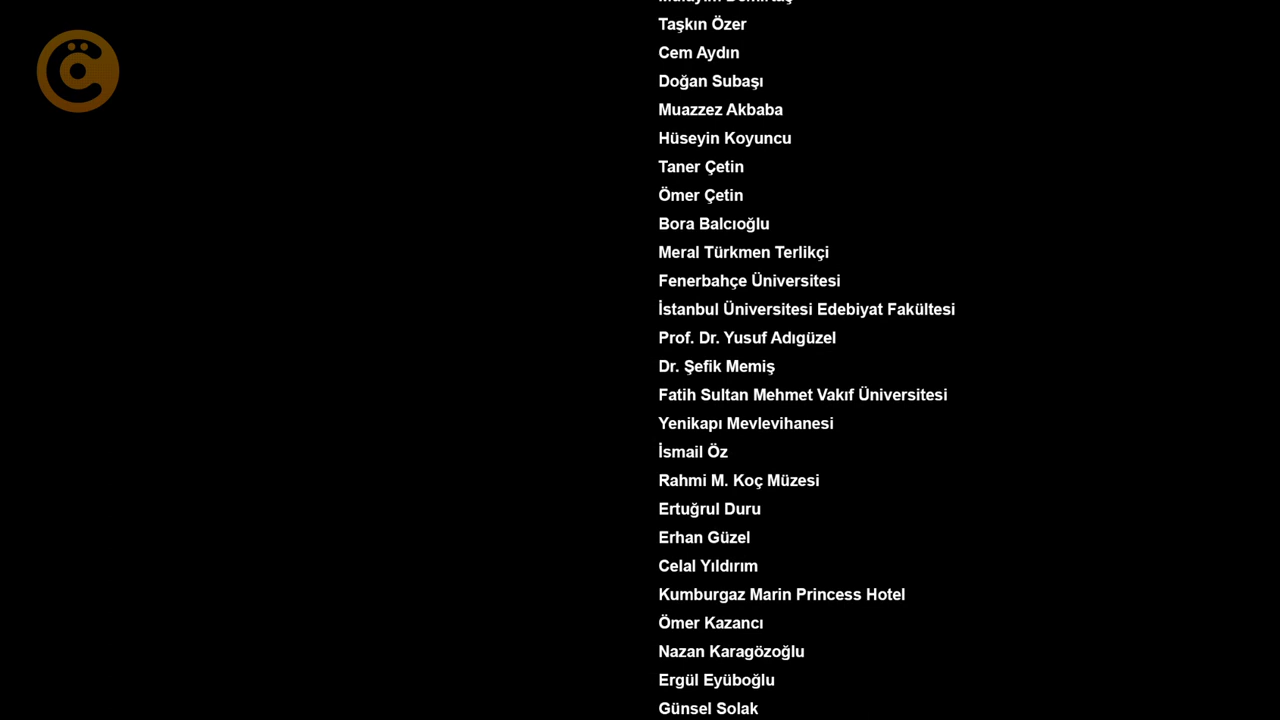 Taşkın Özer
Cem Aydın
Doğan Subaşı
Muazzez Akbaba
Hüseyin Koyuncu
Taner Çetin
Ömer Çetin
Bora Balcıoğlu
Meral Türkmen Terlikçi
Fenerbahçe Üniversitesi
İstanbul Üniversitesi Edebiyat Fakültesi
Prof. Dr. Yusuf Adıgüzel
Dr. Şefik Memiş
Fatih Sultan Mehmet Vakıf Üniversitesi
Yenikapı Mevlevihanesi
İsmail Öz
Rahmi M. Koç Müzesi
Ertuğrul Duru
Erhan Güzel
Celal Yıldırım
Kumburgaz Marin Princess Hotel
Ömer Kazancı
Nazan Karagözoğlu
Ergül Eyüboğlu
Günsel Solak